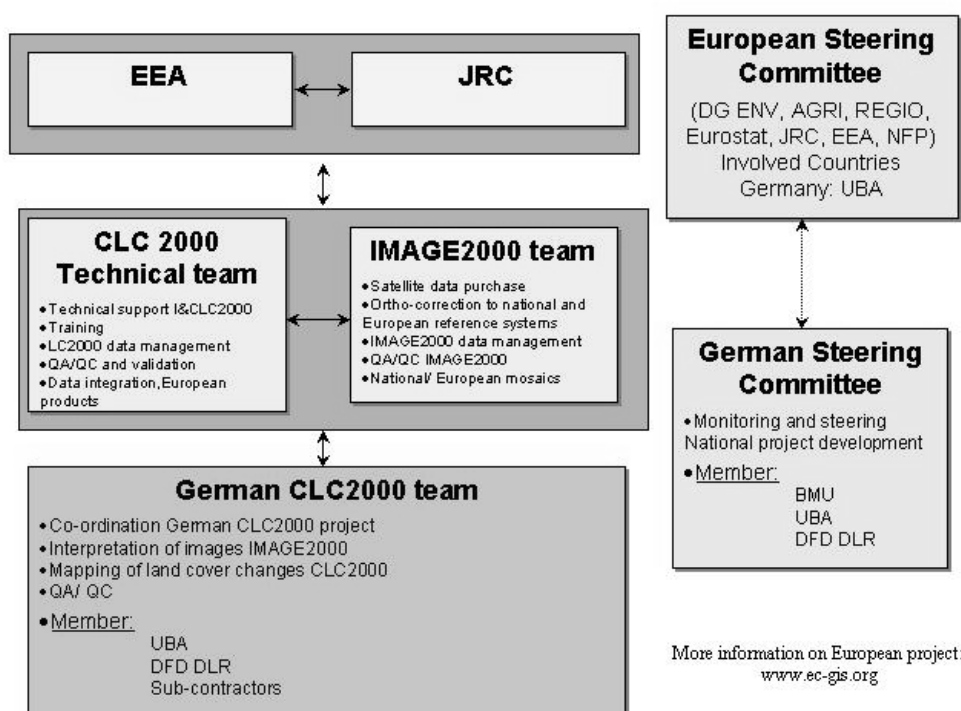 EEA
JRC
CLC 2000
Technical team
•Technical support I&CLC2000
•Training
•LC2000 data management
•QA/QC and validation
•Data integration,European
products
IMAGE2000 team
•Satellite data purchase
•Ortho-correction to national and
European reference systems
•IMAGE2000 data management
•QA/QC IMAGE2000
•National/ European mosaics
German CLC2000 team
•Co-ordination German CLC2000 project
•Interpretation of images IMAGE2000
•Mapping of land cover changes CLC2000
•QA/ QC
•Member:
UBA
DFD DLR
Sub-contractors
European Steering
Committee
(DG ENV, AGRI, REGIO,
Eurostat, JRC, EEA, NFP)
Involved Countries
Germany: UBA
German Steering
Committee
•Monitoring and steering
National project development
•Member:
BMU
UBA
DFD DLR
More information on European project:
www.ec-gis.org